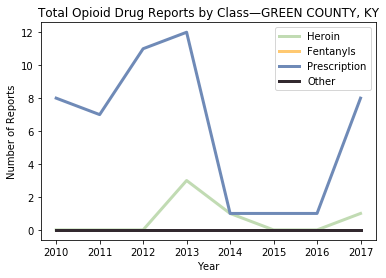 Total Opioid Drug Reports by Class—GREEN COUNTY, KY
Heroin
Fentanyls
Prescription
Other
12
10
8
6
4
2
0
Number of Reports
2010 2011 2012 2013 2014 2015 2016 2017
Year